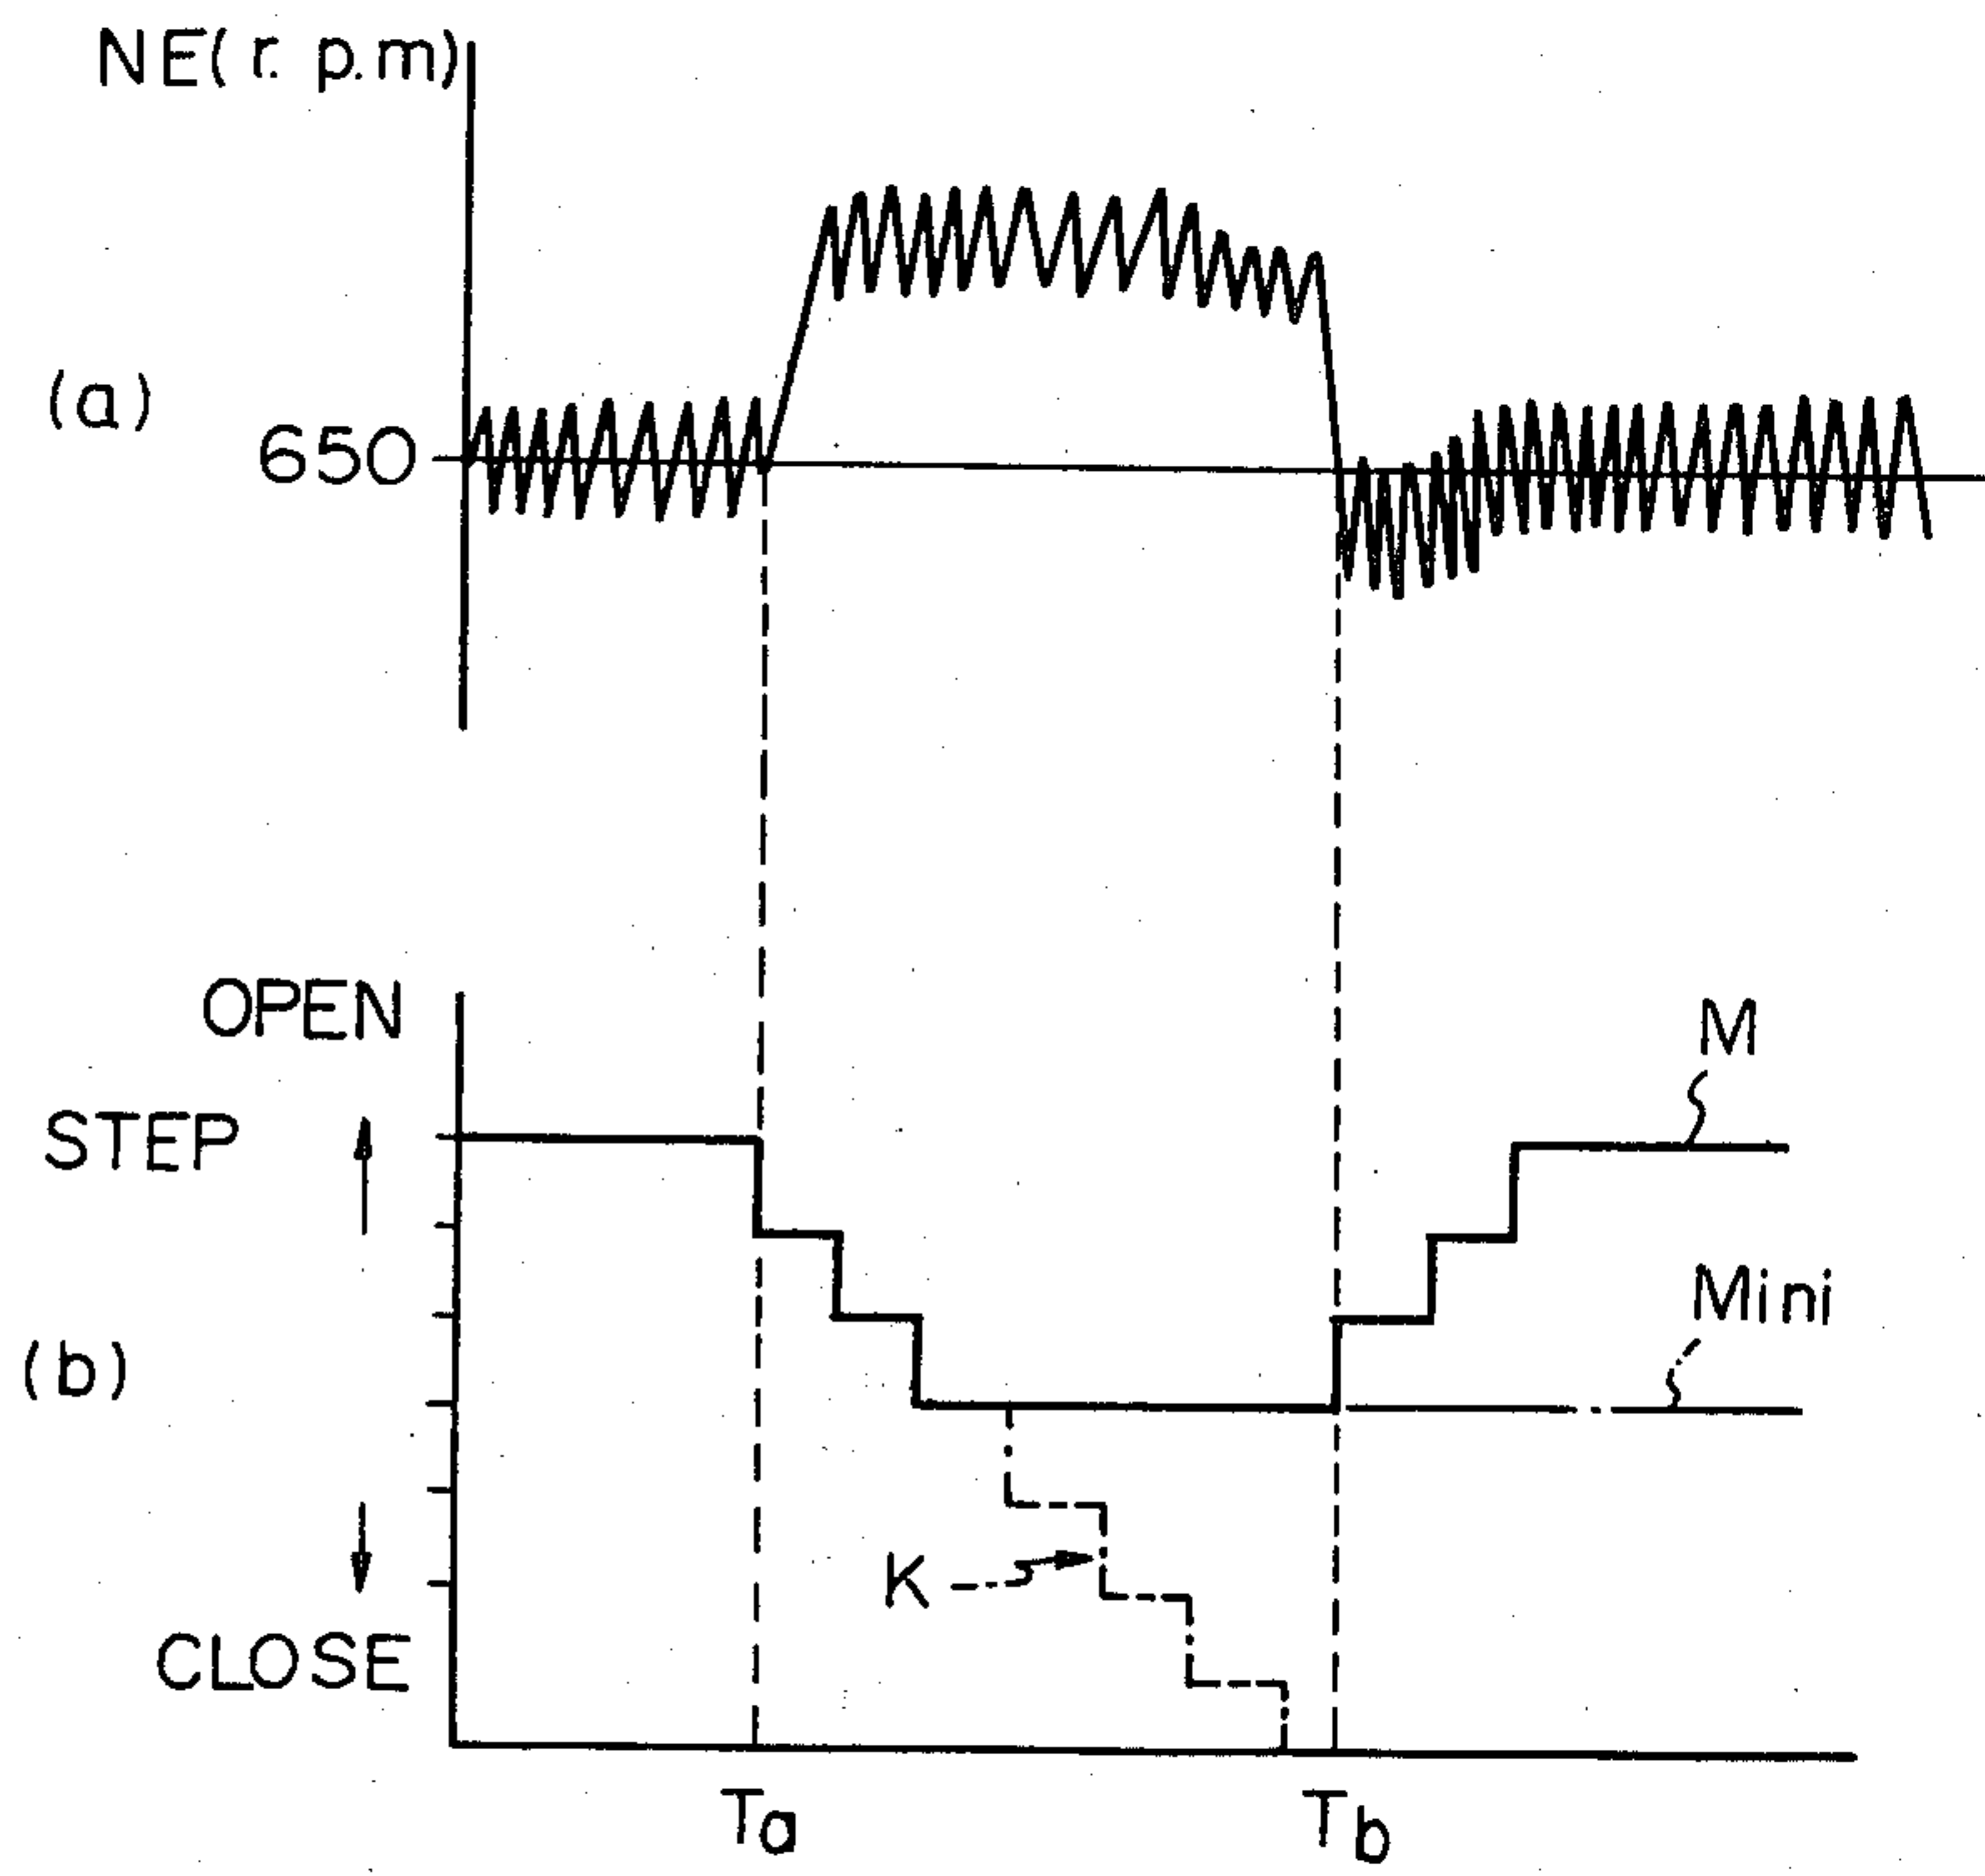 NE(r.p.m)
(a)
650
OPEN
STEP
M
Mini
(b)
K
CLOSE
Ta
Tb